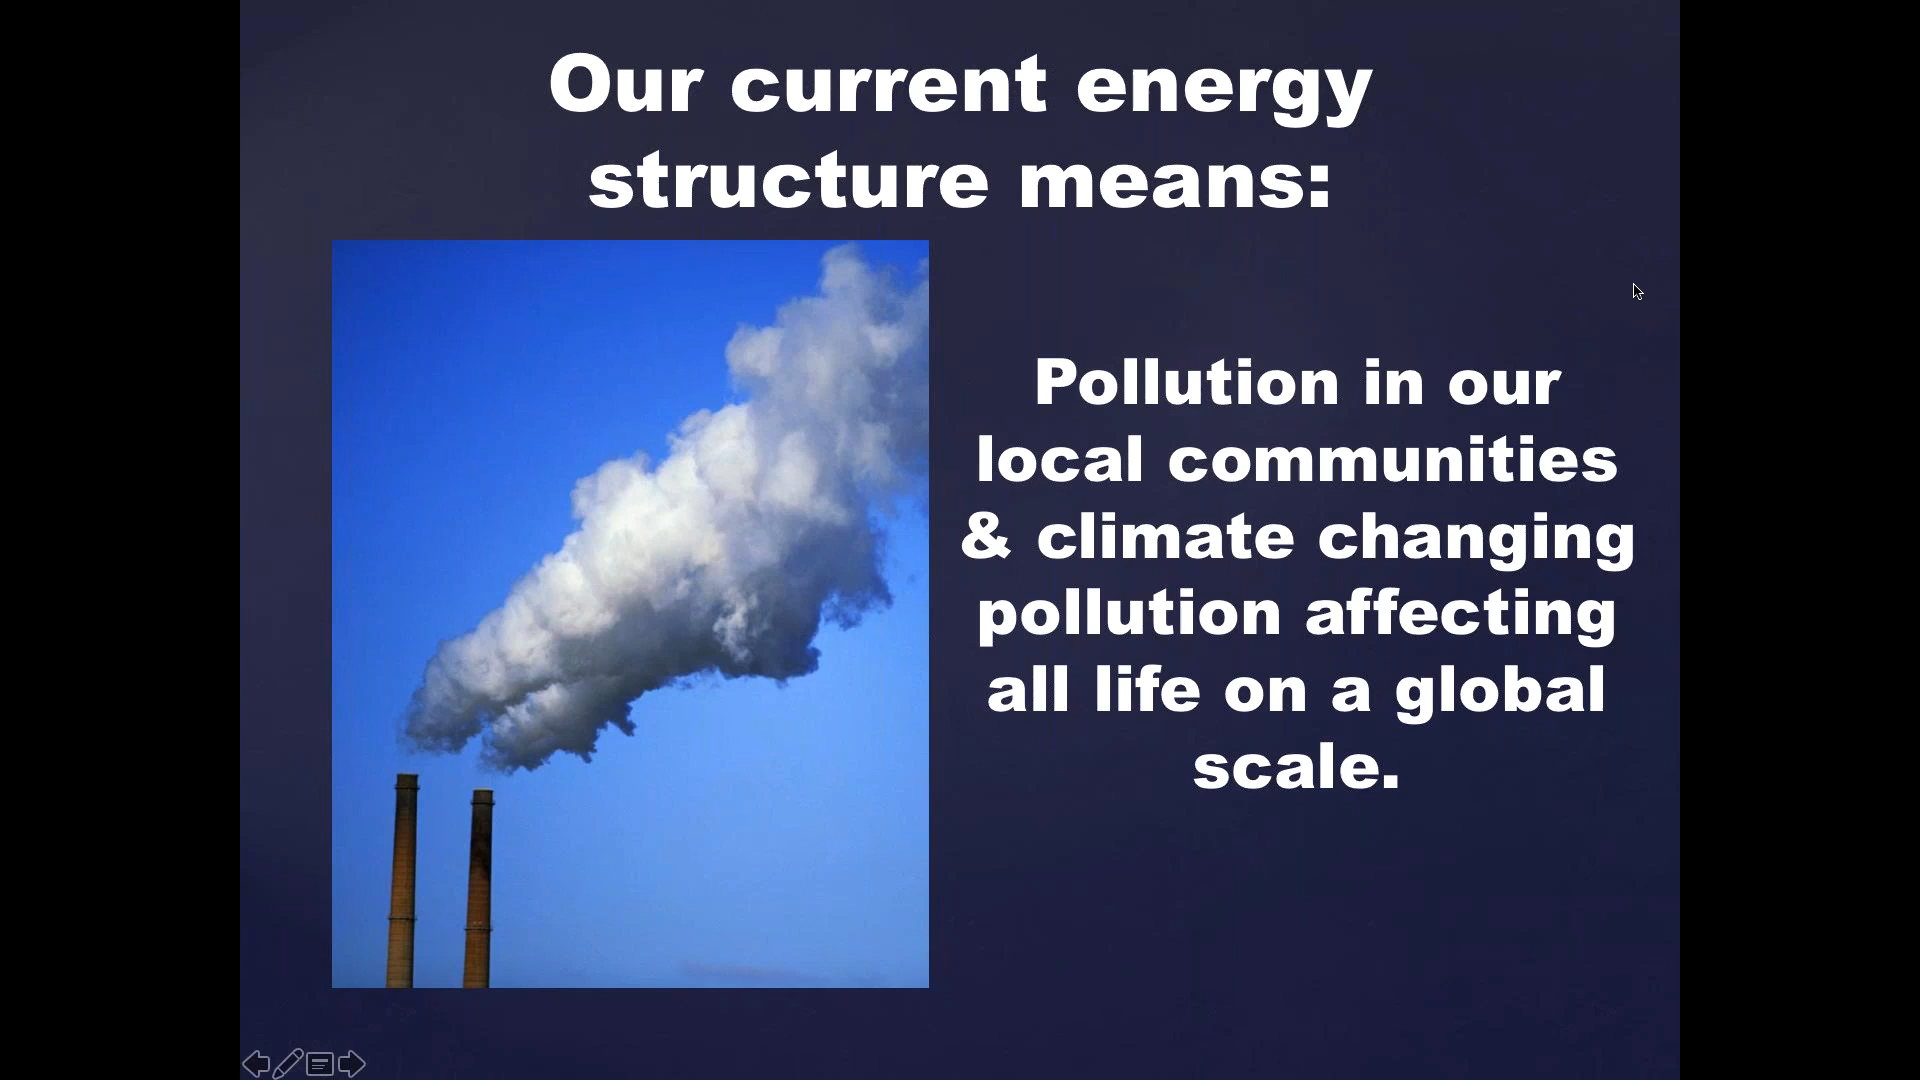 Our current energy
structure means:
Pollution in our
local communities
& climate changing
pollution affecting
all life on a global
scale.